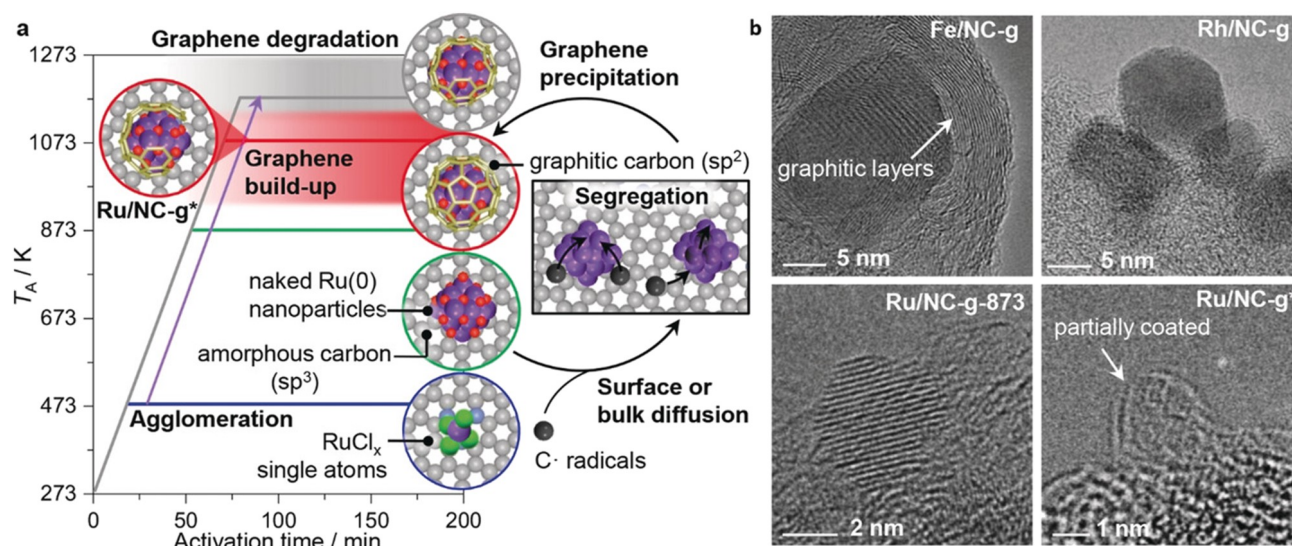 a
Graphene degradation
1273
1073
873
673
473
273
T_A / K
Graphene
precipitation
graphitic carbon (sp²)
Graphene
build-up
Ru/NC-g*
Segregation
naked Ru(0)
nanoparticles
amorphous carbon
(sp³)
Agglomeration
RuClₓ
single atoms
Surface or
bulk diffusion
C· radicals
0
50
100
150
200
Activation time / min
b
Fe/NC-g
graphitic layers
5 nm
Rh/NC-g
5 nm
Ru/NC-g-873
2 nm
Ru/NC-g*
partially coated
1 nm